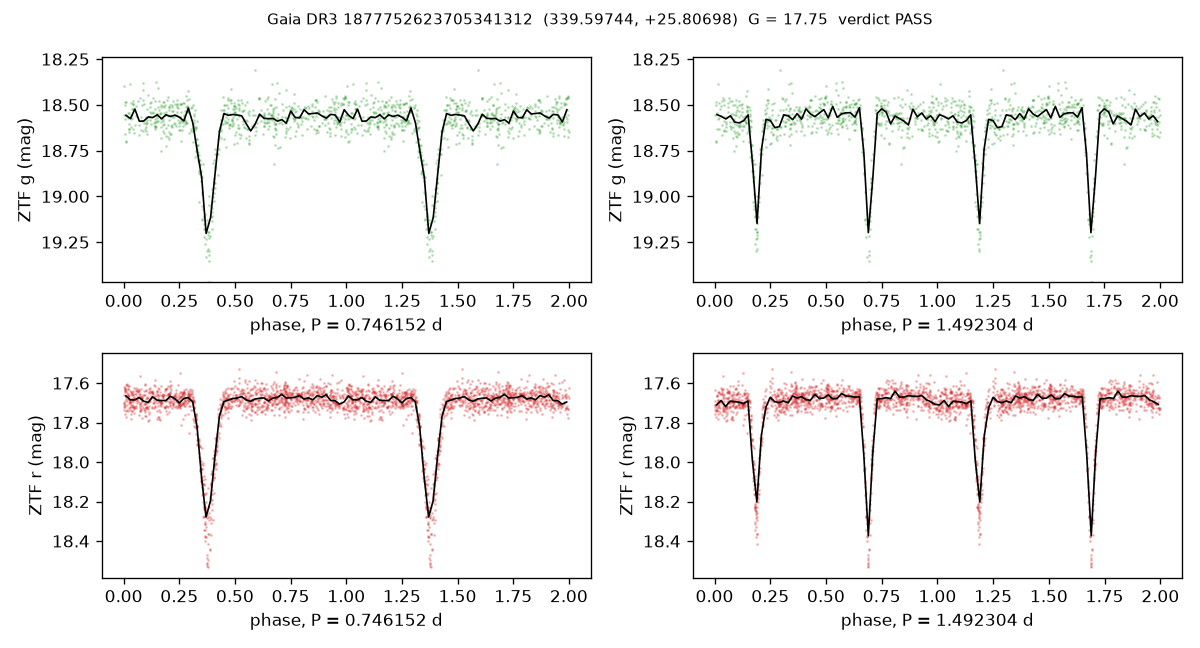 Gaia DR3 1877752623705341312 (339.59744, +25.80698) G = 17.75 verdict PASS
18.25
18.50
18.75
19.00
19.25
ZTF g (mag)
0.00 0.25 0.50 0.75 1.00 1.25 1.50 1.75 2.00
phase, P = 0.746152 d
18.25
18.50
18.75
19.00
19.25
ZTF g (mag)
0.00 0.25 0.50 0.75 1.00 1.25 1.50 1.75 2.00
phase, P = 1.492304 d
17.6
17.8
18.0
18.2
18.4
ZTF r (mag)
0.00 0.25 0.50 0.75 1.00 1.25 1.50 1.75 2.00
phase, P = 0.746152 d
17.6
17.8
18.0
18.2
18.4
ZTF r (mag)
0.00 0.25 0.50 0.75 1.00 1.25 1.50 1.75 2.00
phase, P = 1.492304 d